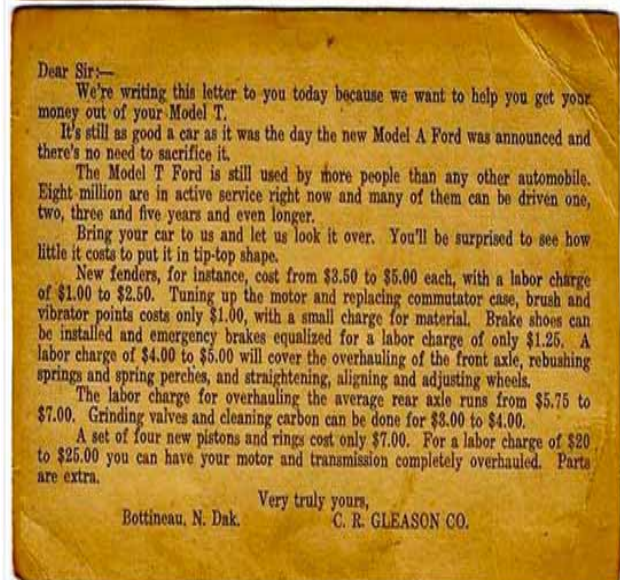 Dear Sir:—
We're writing this letter to you today because we want to help you get your
money out of your Model T.
It's still as good a car as it was the day the new Model A Ford was announced and
there's no need to sacrifice it.
The Model T Ford is still used by more people than any other automobile.
Eight million are in active service right now and many of them can be driven one,
two, three and five years and even longer.
Bring your car to us and let us look it over. You'll be surprised to see how
little it costs to put it in tip-top shape.
New fenders, for instance, cost from $3.50 to $5.00 each, with a labor charge
of $1.00 to $2.50. Tuning up the motor and replacing commutator case, brush and
vibrator points costs only $1.00, with a small charge for material. Brake shoes can
be installed and emergency brakes equalized for a labor charge of only $1.25. A
labor charge of $4.00 to $5.00 will cover the overhauling of the front axle, rebushing
springs and spring perches, and straightening, aligning and adjusting wheels.
The labor charge for overhauling the average rear axle runs from $5.75 to
$7.00. Grinding valves and cleaning carbon can be done for $3.00 to $4.00.
A set of four new pistons and rings cost only $7.00. For a labor charge of $20
to $25.00 you can have your motor and transmission completely overhauled. Parts
are extra.
Very truly yours,
Bottineau, N. Dak. C. R. GLEASON CO.